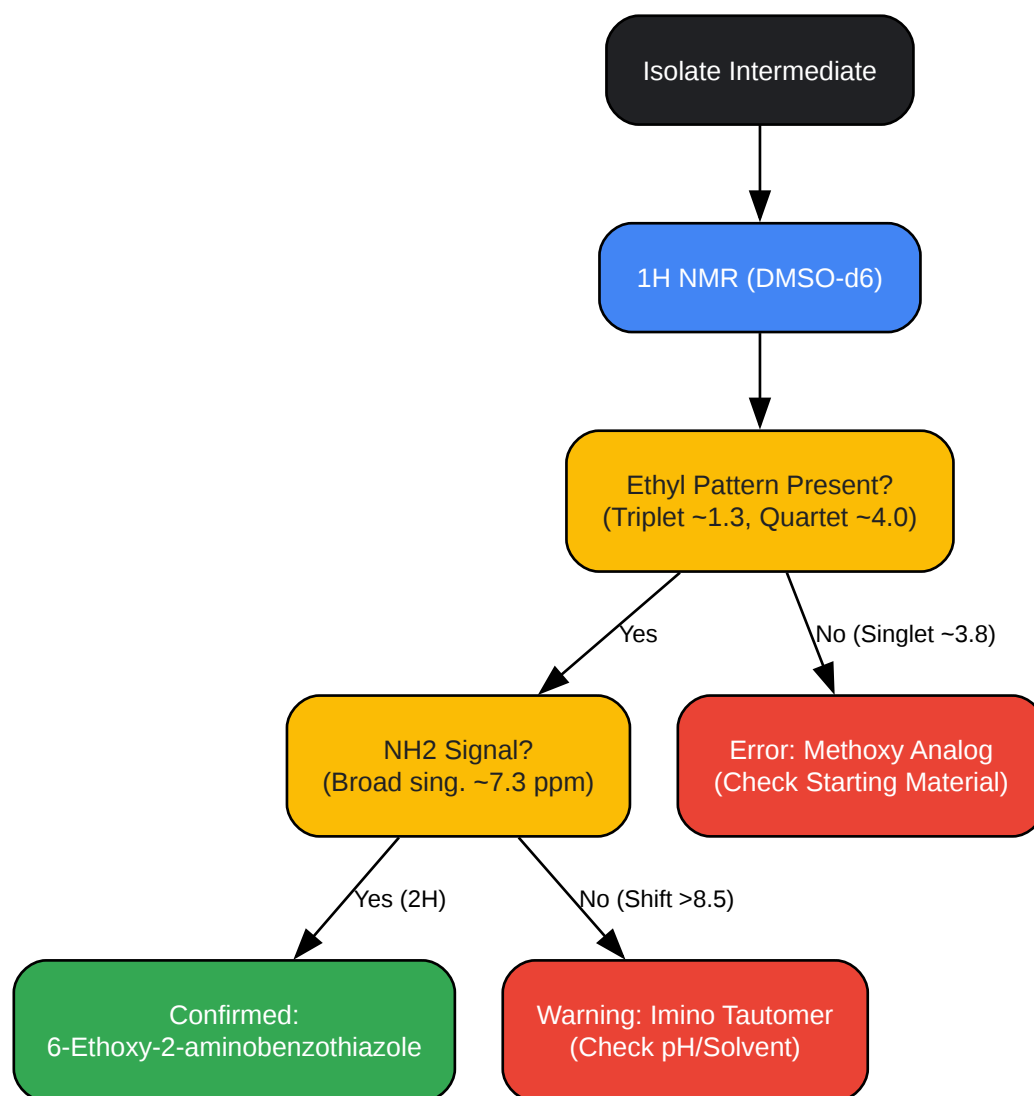 Isolate Intermediate
1H NMR (DMSO-d6)
Ethyl Pattern Present?
(Triplet ~1.3, Quartet ~4.0)
Yes
No (Singlet ~3.8)
NH2 Signal?
(Broad sing. ~7.3 ppm)
Error: Methoxy Analog
(Check Starting Material)
Yes (2H)
No (Shift >8.5)
Confirmed:
6-Ethoxy-2-aminobenzothiazole
Warning: Imino Tautomer
(Check pH/Solvent)